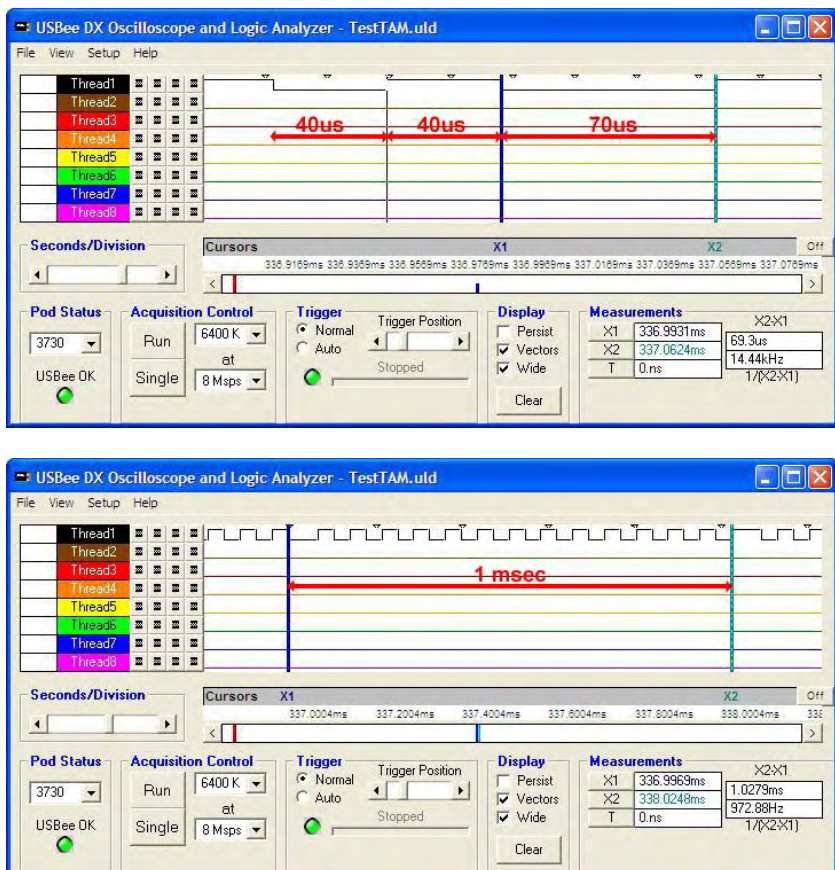 USBee DX Oscilloscope and Logic Analyzer - TestTAM.uld
File View Setup Help
Thread1
Thread2
Thread3
Thread4
Thread5
Thread6
Thread7
Thread8
40us 40us 70us
Seconds/Division
Cursors X1 X2 Off
336.9169ms 336.9369ms 336.9569ms 336.9769ms 336.9969ms 337.0169ms 337.0369ms 337.0569ms 337.0769ms
Pod Status Acquisition Control Trigger Display Measurements
3730
USBee OK
Run
Single
6400 K
at
8 Msps
Normal
Auto
Trigger Position
Stopped
Persist
Vectors
Wide
Clear
X1 336.9931ms
X2 337.0624ms
T 0.ns
X2-X1
69.3us
14.44kHz
1/(X2-X1)
USBee DX Oscilloscope and Logic Analyzer - TestTAM.uld
File View Setup Help
Thread1
Thread2
Thread3
Thread4
Thread5
Thread6
Thread7
Thread8
1 msec
Seconds/Division
Cursors X1 X2 Off
337.0004ms 337.2004ms 337.4004ms 337.6004ms 337.8004ms 338.0004ms 338
Pod Status Acquisition Control Trigger Display Measurements
3730
USBee OK
Run
Single
6400 K
at
8 Msps
Normal
Auto
Trigger Position
Stopped
Persist
Vectors
Wide
Clear
X1 336.9969ms
X2 338.0248ms
T 0.ns
X2-X1
1.0279ms
972.88Hz
1/(X2-X1)